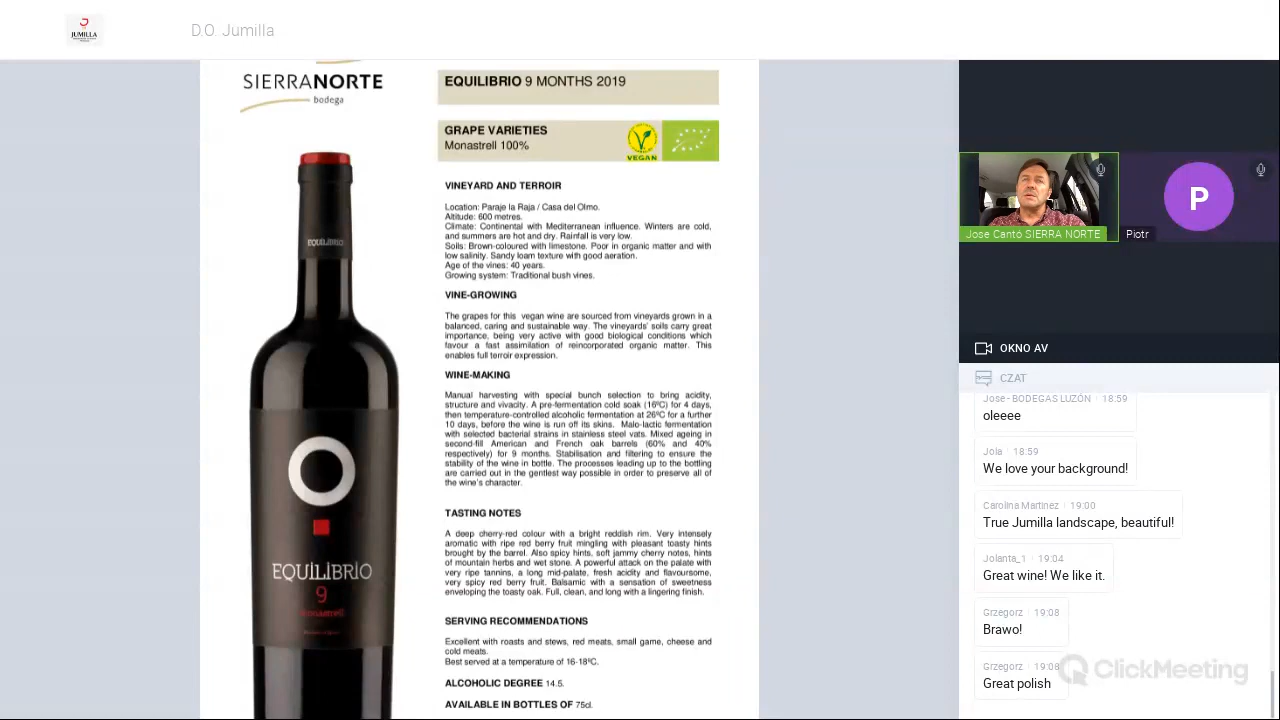 JUMILLA
D.O. Jumilla
SIERRANORTE
bodega
EQUILIBRIO 9 MONTHS 2019
GRAPE VARIETIES
Monastrell 100%
VEGAN
VINEYARD AND TERROIR
Location: Paraje la Raja / Casa del Olmo.
Altitude: 600 metres.
Climate: Continental with Mediterranean influence. Winters are cold,
and summers are hot and dry. Rainfall is very low.
Soils: Brown-coloured with limestone. Poor in organic matter and with
low salinity. Sandy loam texture with good aeration.
Age of the vines: 40 years.
Growing system: Traditional bush vines.
VINE-GROWING
The grapes for this vegan wine are sourced from vineyards grown in a
balanced, caring and sustainable way. The vineyards' soils carry great
importance, being very active with good biological conditions which
favour a fast assimilation of reincorporated organic matter. This
enables full terroir expression.
WINE-MAKING
Manual harvesting with special bunch selection to bring acidity,
structure and vivacity. A pre-fermentation cold soak (16ºC) for 4 days,
then temperature-controlled alcoholic fermentation at 26ºC for a further
10 days, before the wine is run off its skins. Malo-lactic fermentation
with selected bacterial strains in stainless steel vats. Mixed ageing in
second-fill American and French oak barrels (60% and 40%
respectively) for 9 months. Stabilisation and filtering to ensure the
stability of the wine in bottle. The processes leading up to the bottling
are carried out in the gentlest way possible in order to preserve all of
the wine's character.
TASTING NOTES
A deep cherry-red colour with a bright reddish rim. Very intensely
aromatic with ripe red berry fruit mingling with pleasant toasty hints
brought by the barrel. Also spicy hints, soft jammy cherry notes, hints
of mountain herbs and wet stone. A powerful attack on the palate with
very ripe tannins, a long mid-palate, fresh acidity and flavoursome,
very spicy red berry fruit. Balsamic with a sensation of sweetness
enveloping the toasty oak. Full, clean, and long with a lingering finish.
SERVING RECOMMENDATIONS
Excellent with roasts and stews, red meats, small game, cheese and
cold meats.
Best served at a temperature of 16-18ºC.
ALCOHOLIC DEGREE 14.5.
AVAILABLE IN BOTTLES OF 75cl.
EQUILIBRIO
EQUILIBRIO
9
Monastrell
P
Jose Cantó SIERRA NORTE
Piotr
OKNO AV
CZAT
Jose - BODEGAS LUZÓN 18:59
oleeee
Jola 18:59
We love your background!
Carolina Martinez 19:00
True Jumilla landscape, beautiful!
Jolanta_1 19:04
Great wine! We like it.
Grzegorz 19:08
Brawo!
Grzegorz 19:08
Great polish
ClickMeeting